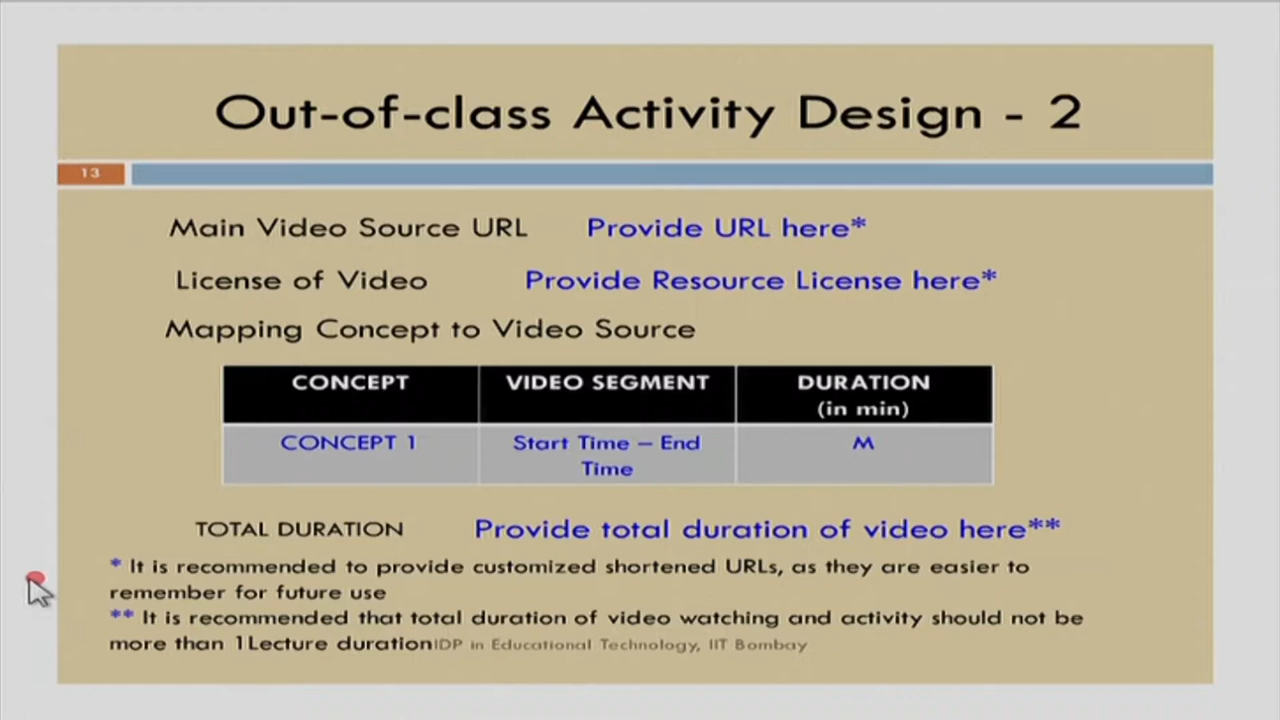 Out-of-class Activity Design - 2
13
Main Video Source URL Provide URL here*
License of Video Provide Resource License here*
Mapping Concept to Video Source
CONCEPT VIDEO SEGMENT DURATION
(in min)
CONCEPT 1 Start Time – End M
Time
TOTAL DURATION Provide total duration of video here**
* It is recommended to provide customized shortened URLs, as they are easier to
remember for future use
** It is recommended that total duration of video watching and activity should not be
more than 1Lecture durationIDP in Educational Technology, IIT Bombay